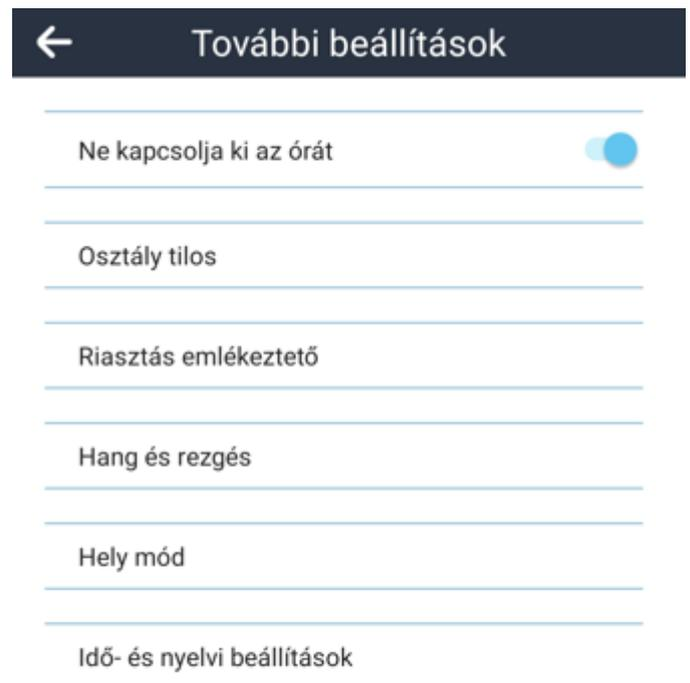 További beállítások
Ne kapcsolja ki az órát
Osztály tilos
Riasztás emlékeztető
Hang és rezgés
Hely mód
Idő- és nyelvi beállítások